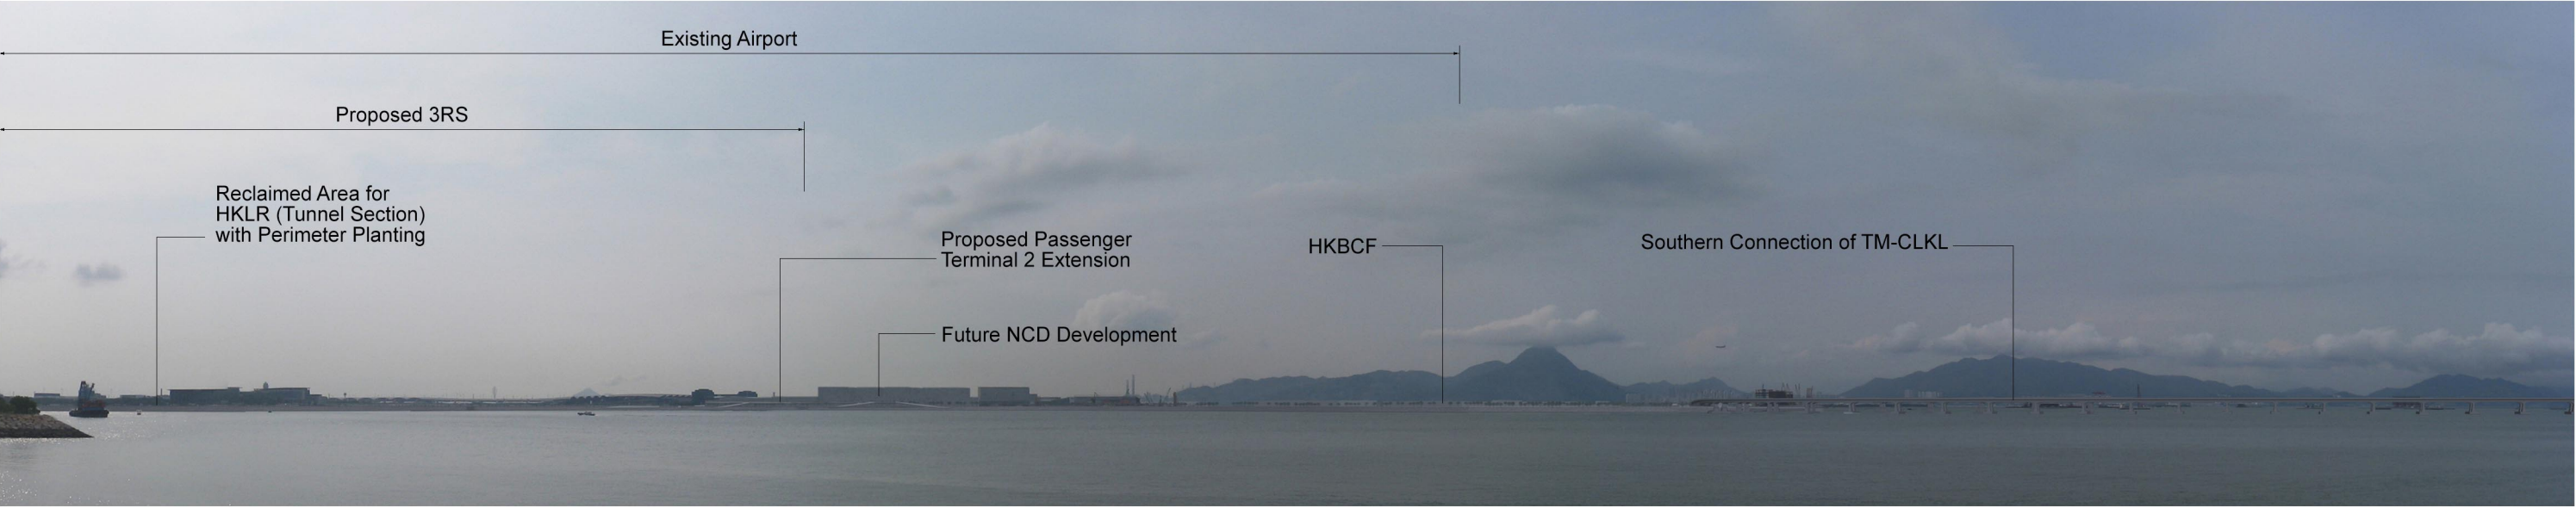 Existing Airport
Proposed 3RS
Reclaimed Area for
HKLR (Tunnel Section)
with Perimeter Planting
Proposed Passenger
Terminal 2 Extension
HKBCF
Southern Connection of TM-CLKL
Future NCD Development